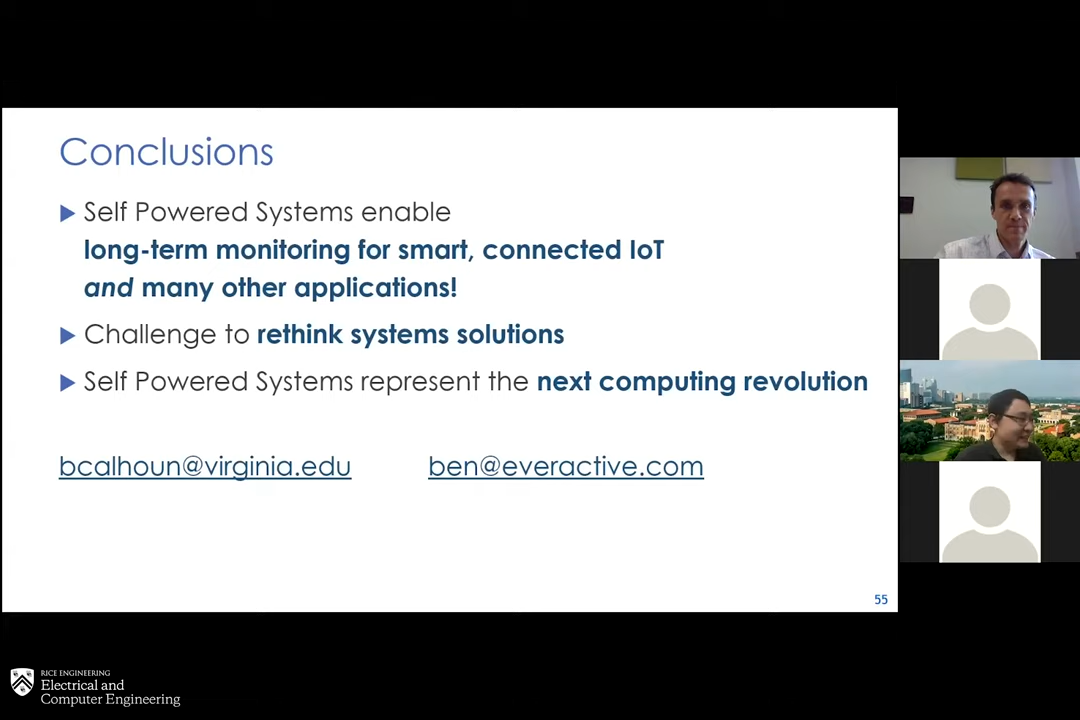 Conclusions
Self Powered Systems enable
long-term monitoring for smart, connected IoT
and many other applications!
Challenge to rethink systems solutions
Self Powered Systems represent the next computing revolution
bcalhoun@virginia.edu ben@everactive.com
55
RICE ENGINEERING
Electrical and
Computer Engineering